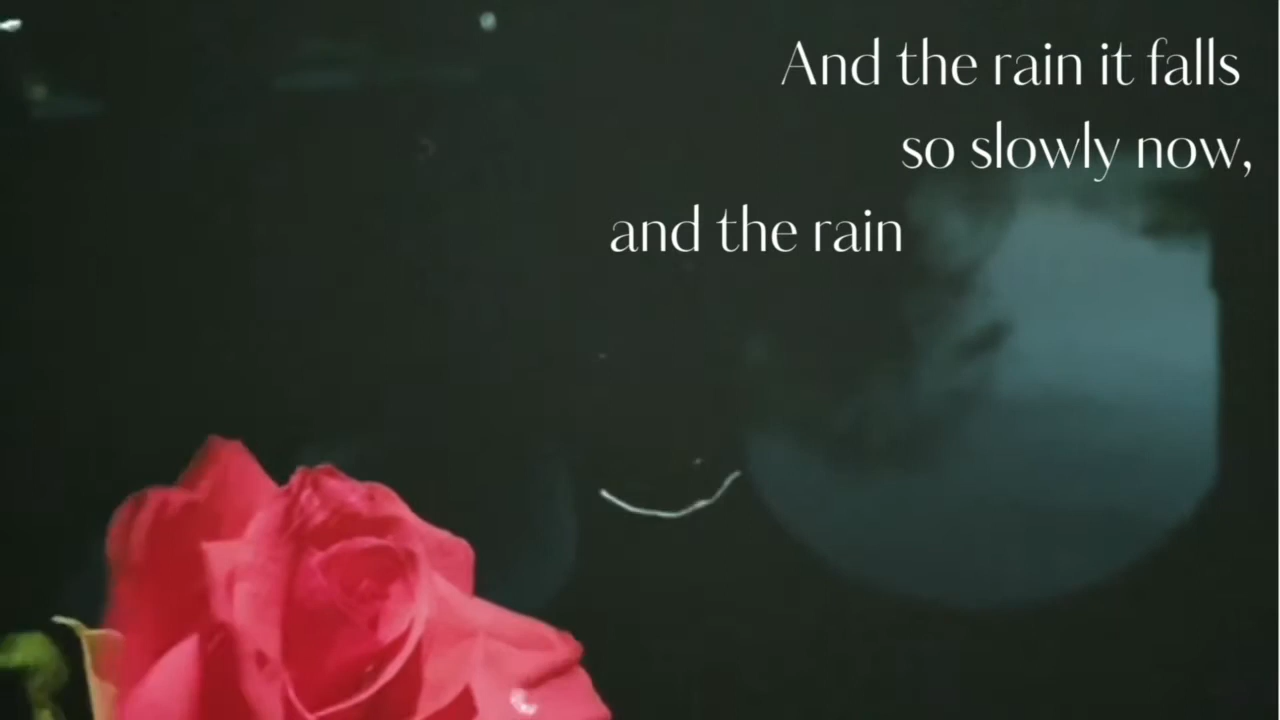 And the rain it falls
so slowly now,
and the rain